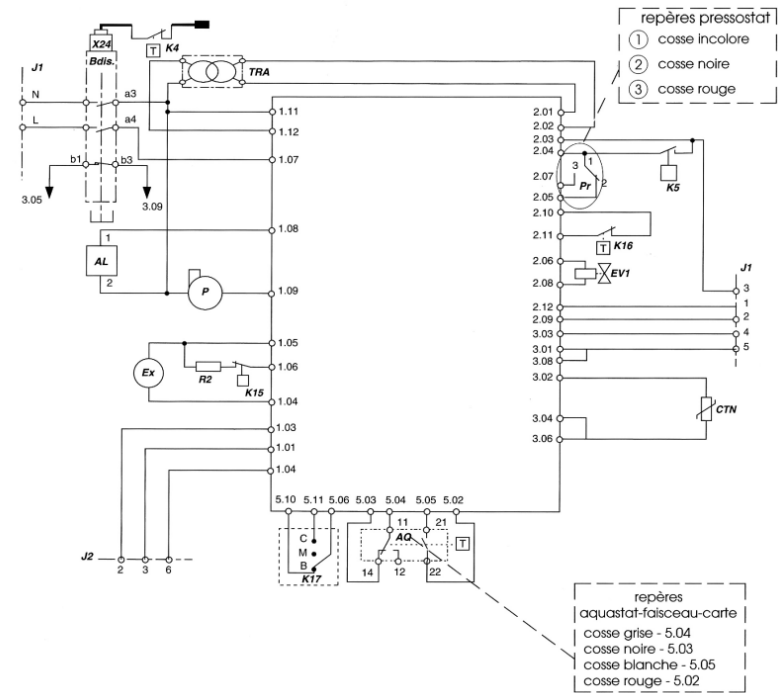 repères pressostat
1 cosse incolore
2 cosse noire
3 cosse rouge
X24
T K4
Bdis.
TRA
J1
N
a3
L
a4
b1
b3
3.05
3.09
1.11
1.12
1.07
1.08
1
AL
2
P
1.09
1.05
1.06
Ex
R2
K15
1.04
1.03
1.01
1.04
J2
2 3 6
2.01
2.02
2.03
2.04
2.07
3
1
Pr
2
2.05
K5
2.10
2.11
T K16
2.06
EV1
2.08
J1
3
2.12
1
2.09
2
3.03
4
3.01
5
3.08
3.02
CTN
3.04
3.06
5.10 5.11 5.06 5.03 5.04 5.05 5.02
C
M
B
K17
11 21
AQ
T
14 12 22
repères
aquastat-faisceau-carte
cosse grise - 5.04
cosse noire - 5.03
cosse blanche - 5.05
cosse rouge - 5.02